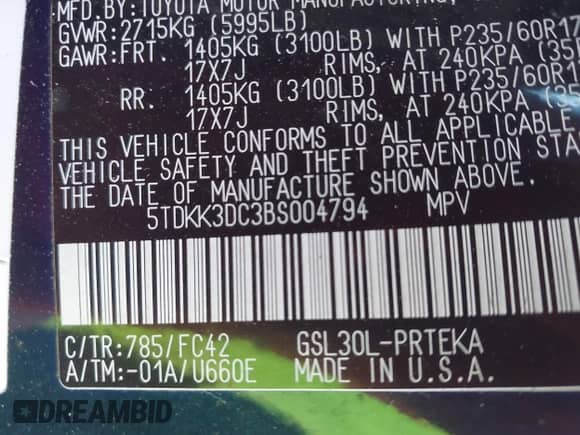 MFD.BY:TOYOTA MOTOR MANUFACTURING,
GVWR:2715KG (5995LB)
GAWR:FRT. 1405KG (3100LB) WITH P235/60R17
17X7J RIMS, AT 240KPA (35
RR. 1405KG (3100LB) WITH P235/60R1
17X7J RIMS, AT 240KPA
THIS VEHICLE CONFORMS TO ALL APPLICABLE
VEHICLE SAFETY AND THEFT PREVENTION STA
THE DATE OF MANUFACTURE SHOWN ABOVE.
5TDKK3DC3BS004794 MPV
C/TR:785/FC42 GSL30L-PRTEKA
A/TM:-01A/U660E MADE IN U.S.A.
DREAMBID